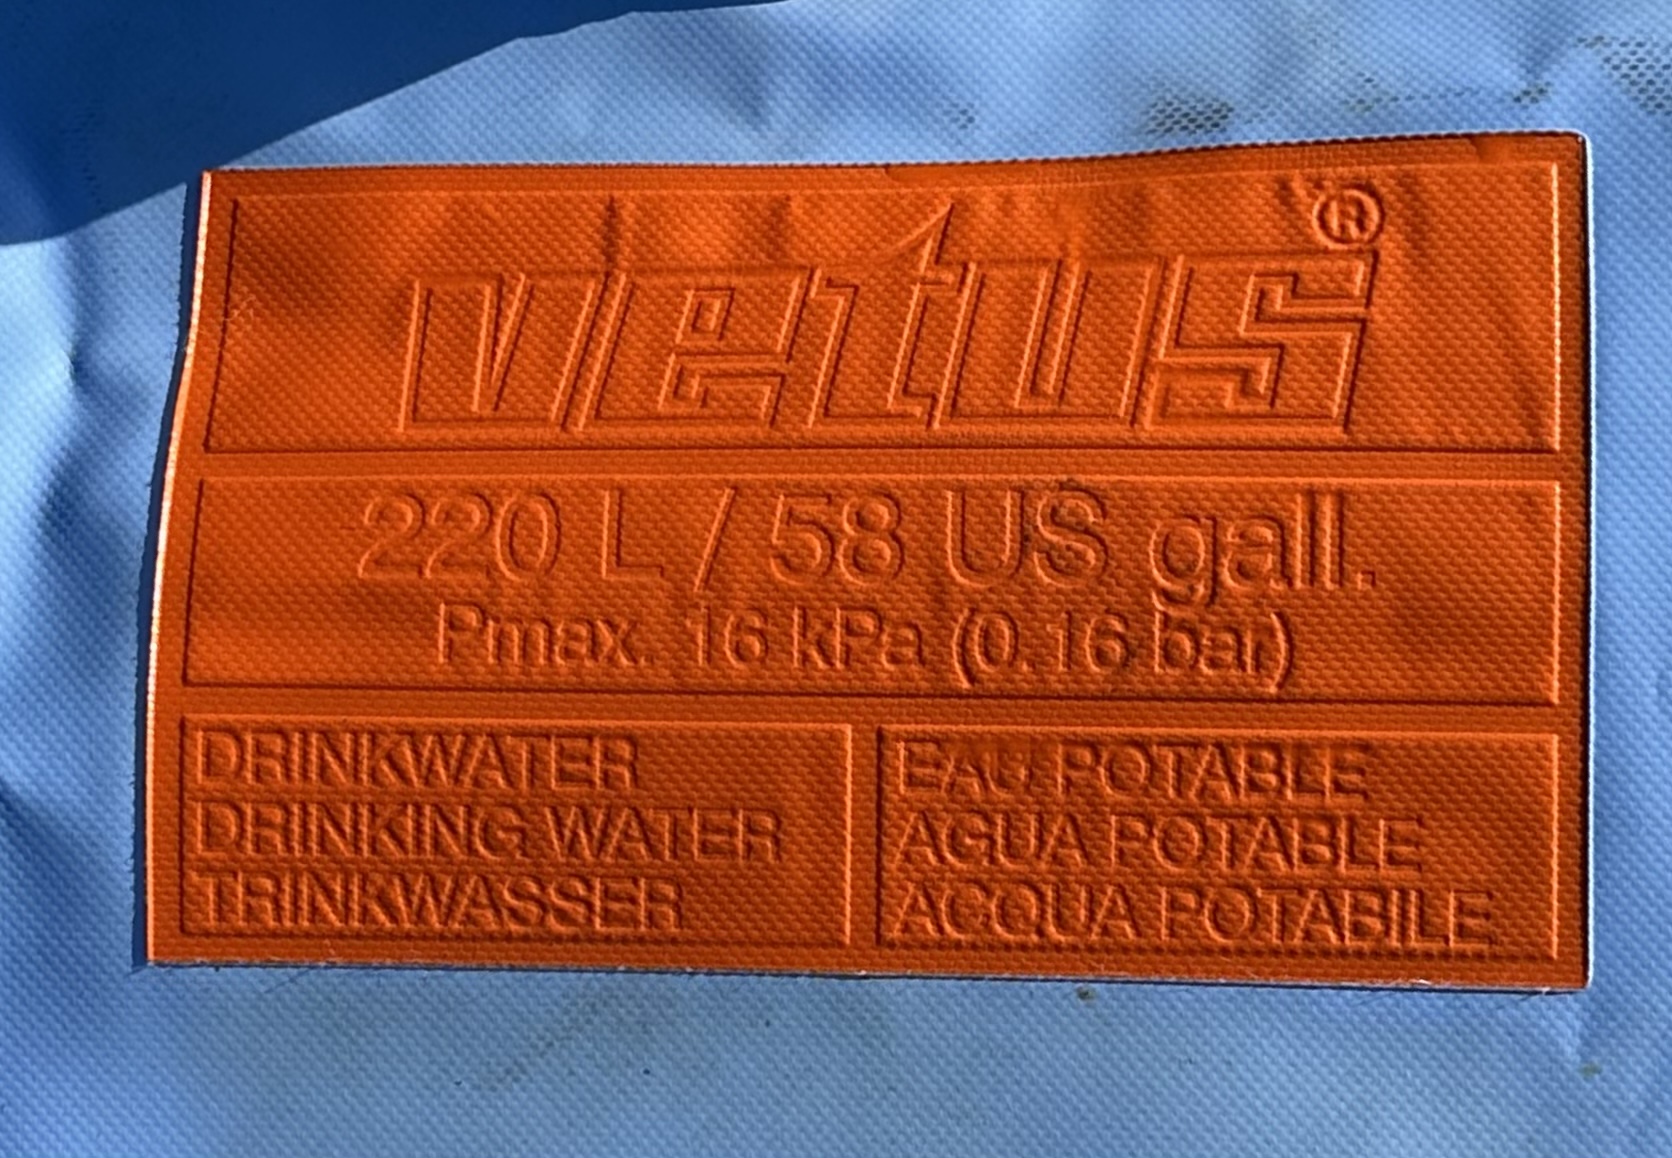 vetus®
220 L / 58 US gall.
Pmax. 16 kPa (0.16 bar)
DRINKWATER
DRINKING WATER
TRINKWASSER
EAU POTABLE
AGUA POTABLE
ACQUA POTABILE